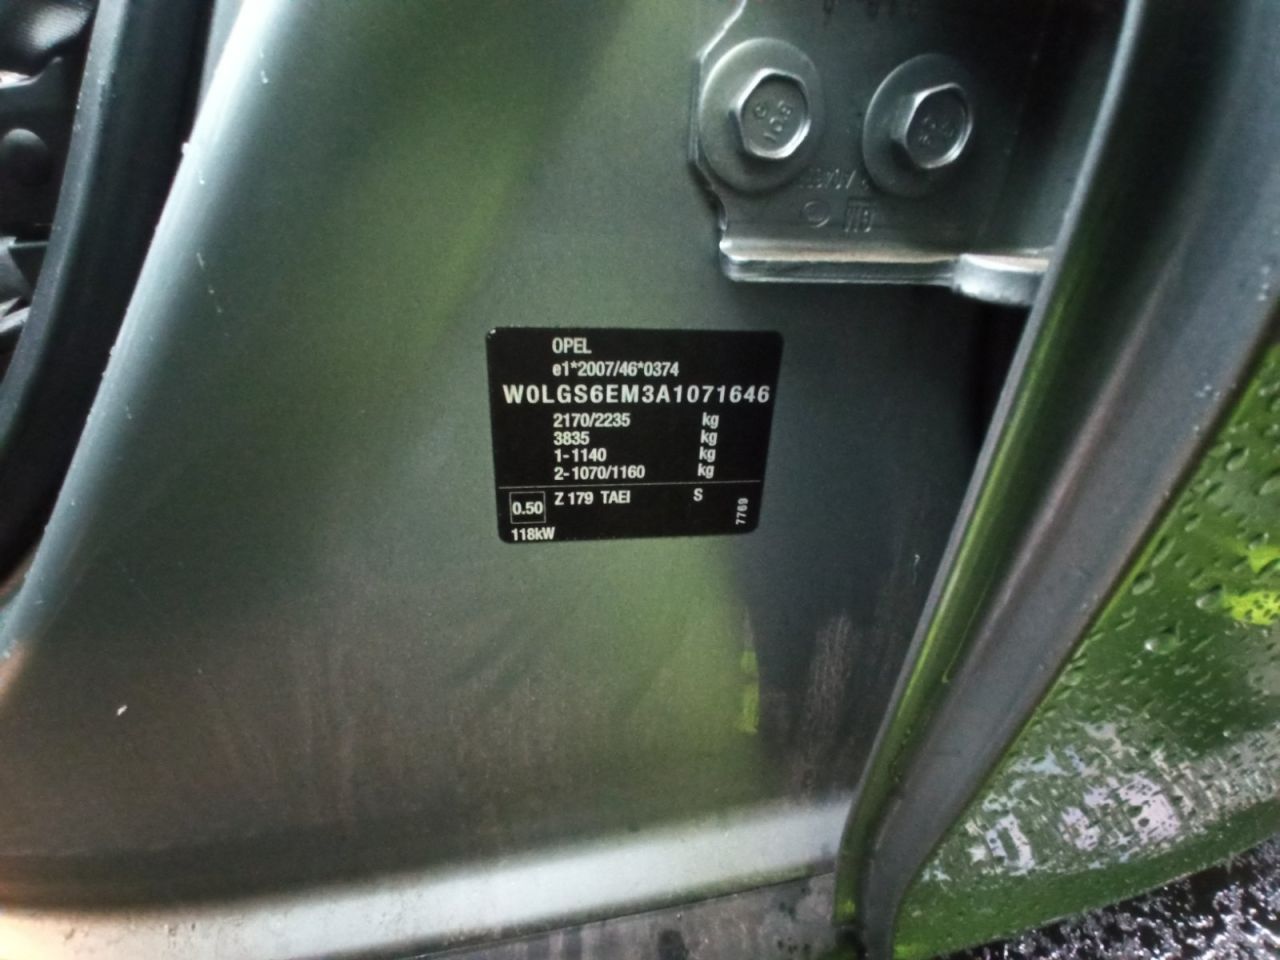 GM
OPEL
e1*2007/46*0374
W0LGS6EM3A1071646
2170/2235 kg
3835 kg
1-1140 kg
2-1070/1160 kg
0.50 Z 179 TAEI S
7769
118kW